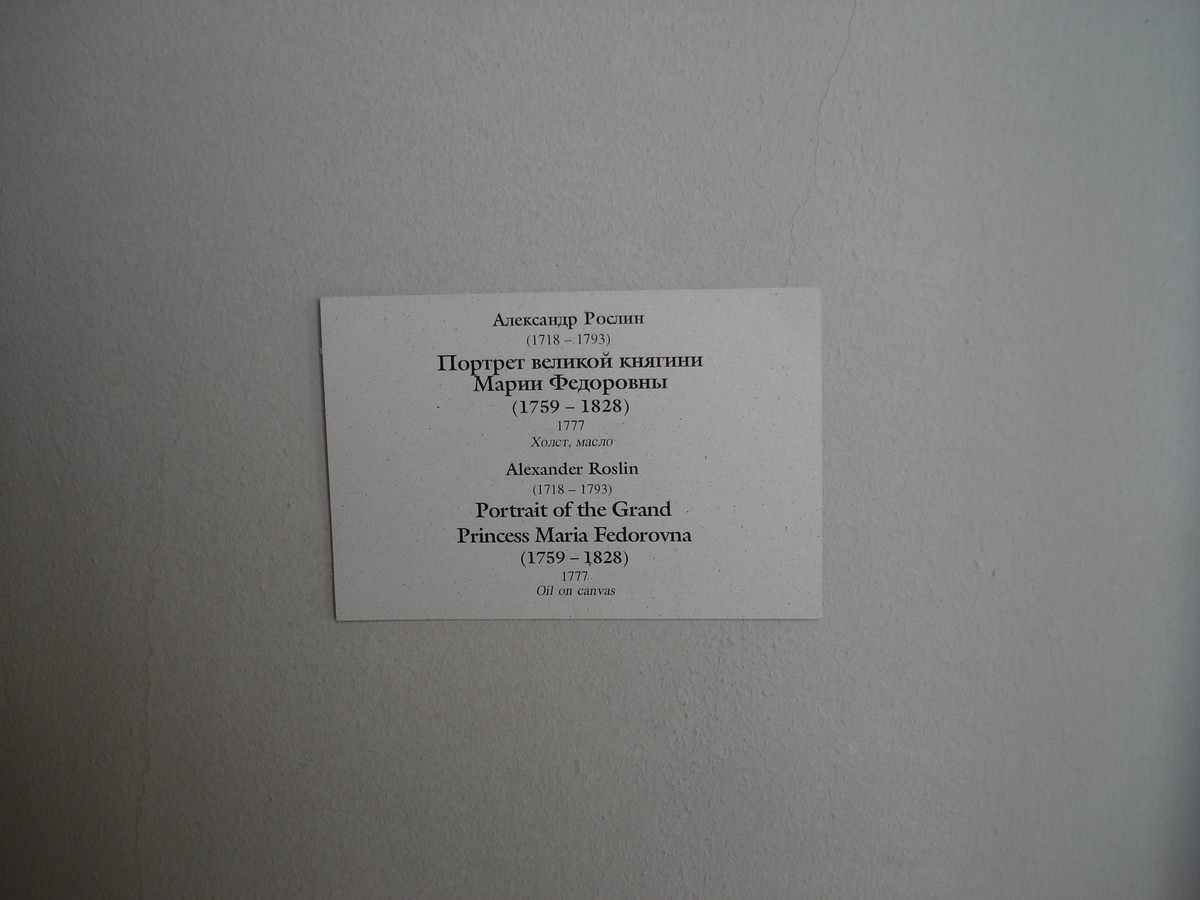 Александр Рослин
(1718 – 1793)
Портрет великой княгини
Марии Федоровны
(1759 – 1828)
1777
Холст, масло
Alexander Roslin
(1718 – 1793)
Portrait of the Grand
Princess Maria Fedorovna
(1759 – 1828)
1777
Oil on canvas